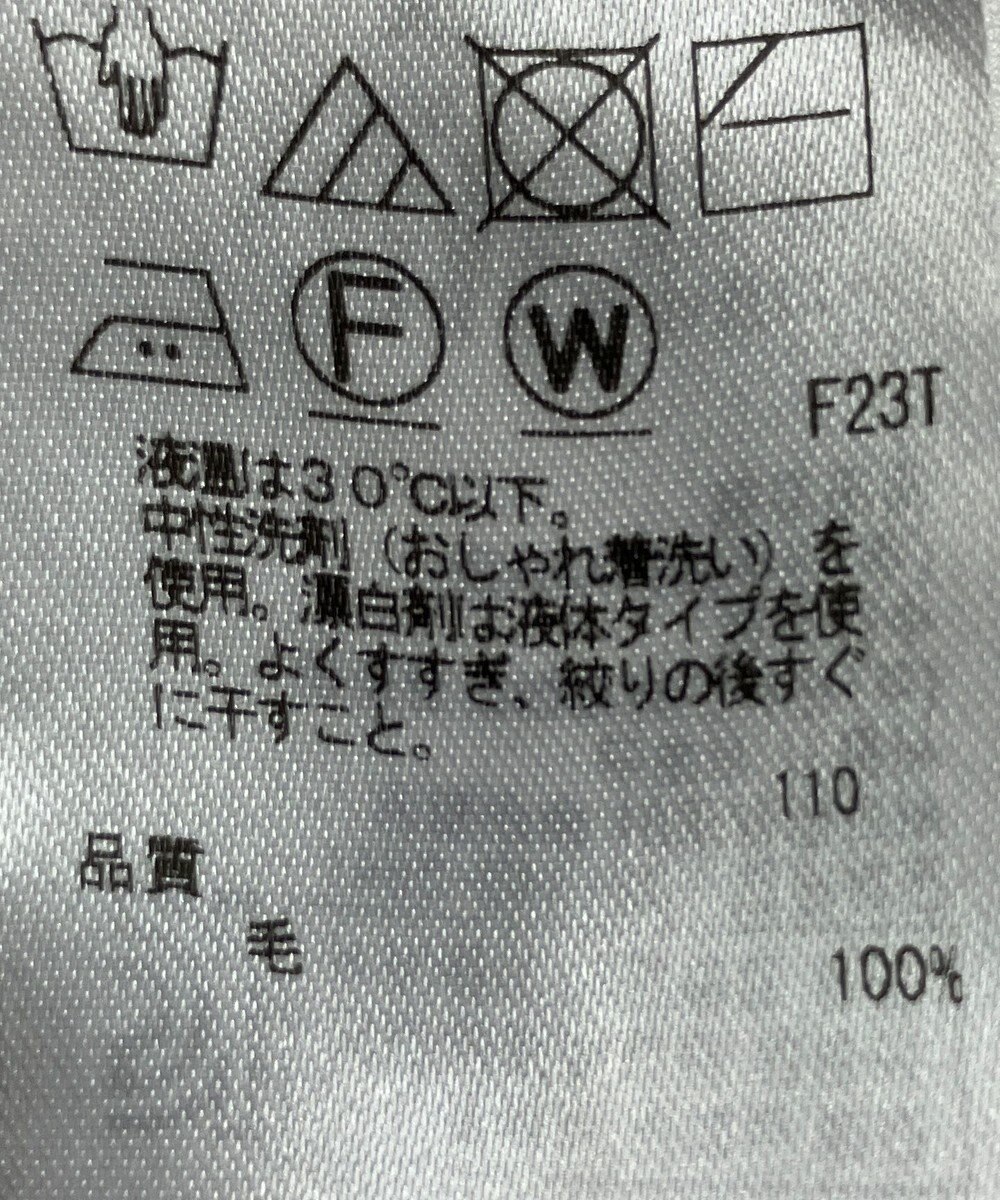 F
W
F23T
液温は30℃以下。
中性洗剤（おしゃれ着洗い）を
使用。漂白剤は液体タイプを使
用。よくすすぎ、絞りの後すぐ
に干すこと。
110
品質
毛 100%